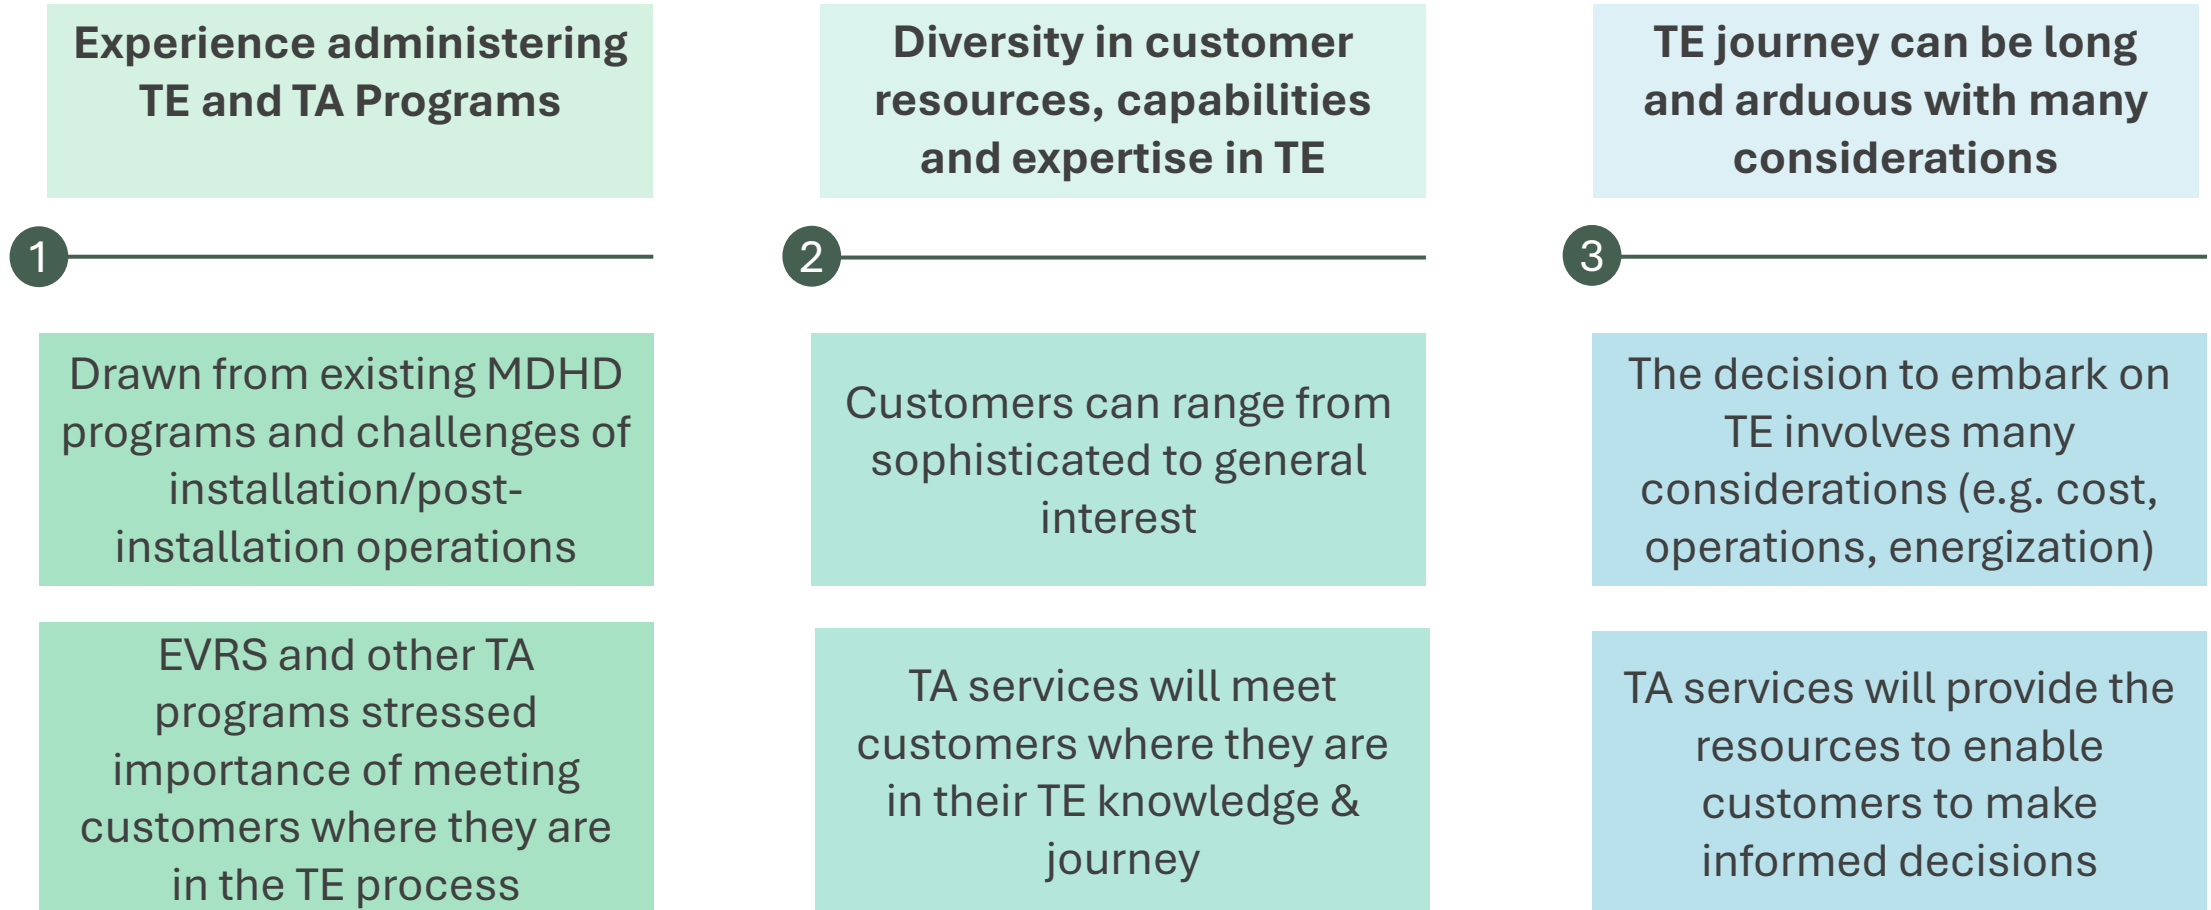 Experience administering
TE and TA Programs
1
Drawn from existing MDHD
programs and challenges of
installation/post-
installation operations
EVRS and other TA
programs stressed
importance of meeting
customers where they are
in the TE process
Diversity in customer
resources, capabilities
and expertise in TE
2
Customers can range from
sophisticated to general
interest
TA services will meet
customers where they are
in their TE knowledge &
journey
TE journey can be long
and arduous with many
considerations
3
The decision to embark on
TE involves many
considerations (e.g. cost,
operations, energization)
TA services will provide the
resources to enable
customers to make
informed decisions